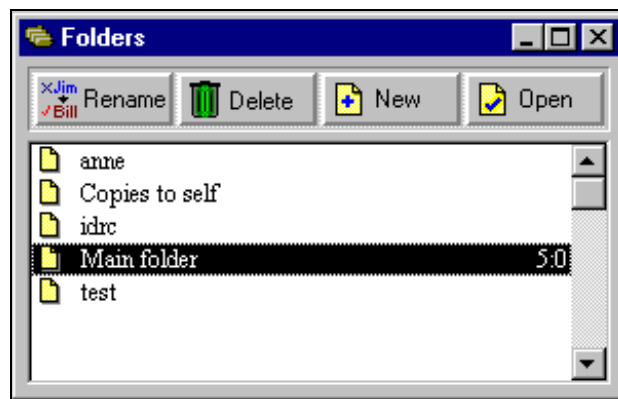 Folders
Jim Bill Rename Delete New Open
anne
Copies to self
idrc
Main folder 5:0
test